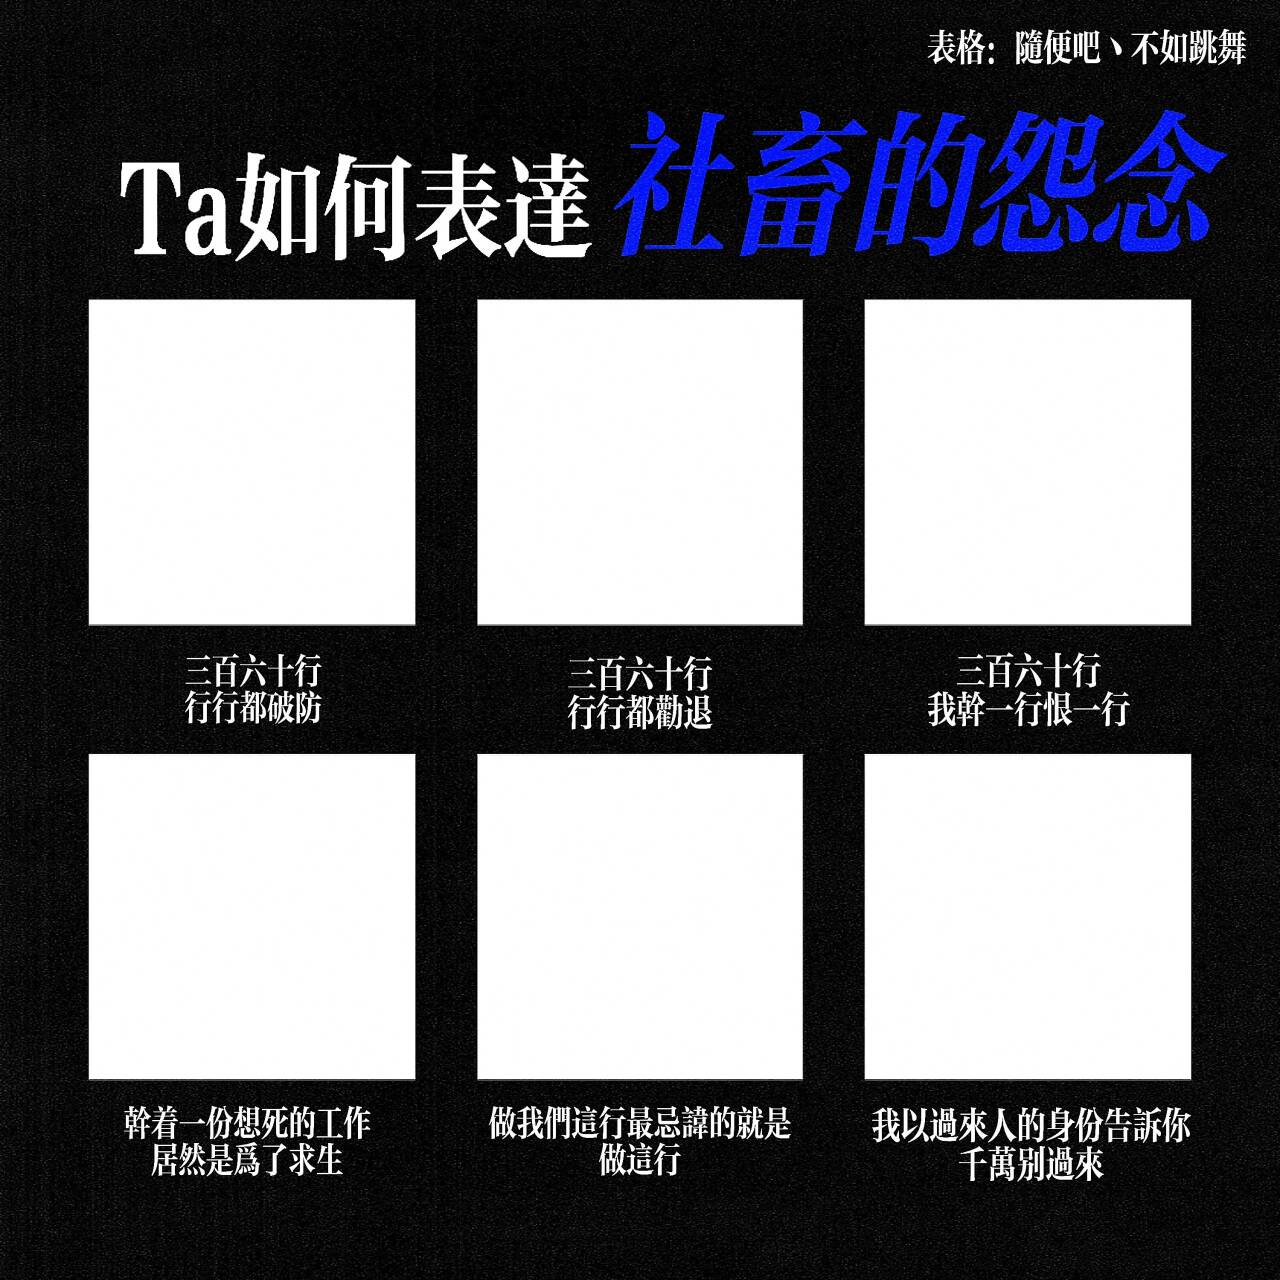 表格：隨便吧丶不如跳舞
Ta如何表達 社畜的怨念
三百六十行
行行都破防
三百六十行
行行都勸退
三百六十行
我幹一行恨一行
幹着一份想死的工作
居然是爲了求生
做我們這行最忌諱的就是
做這行
我以過來人的身份告訴你
千萬别過來